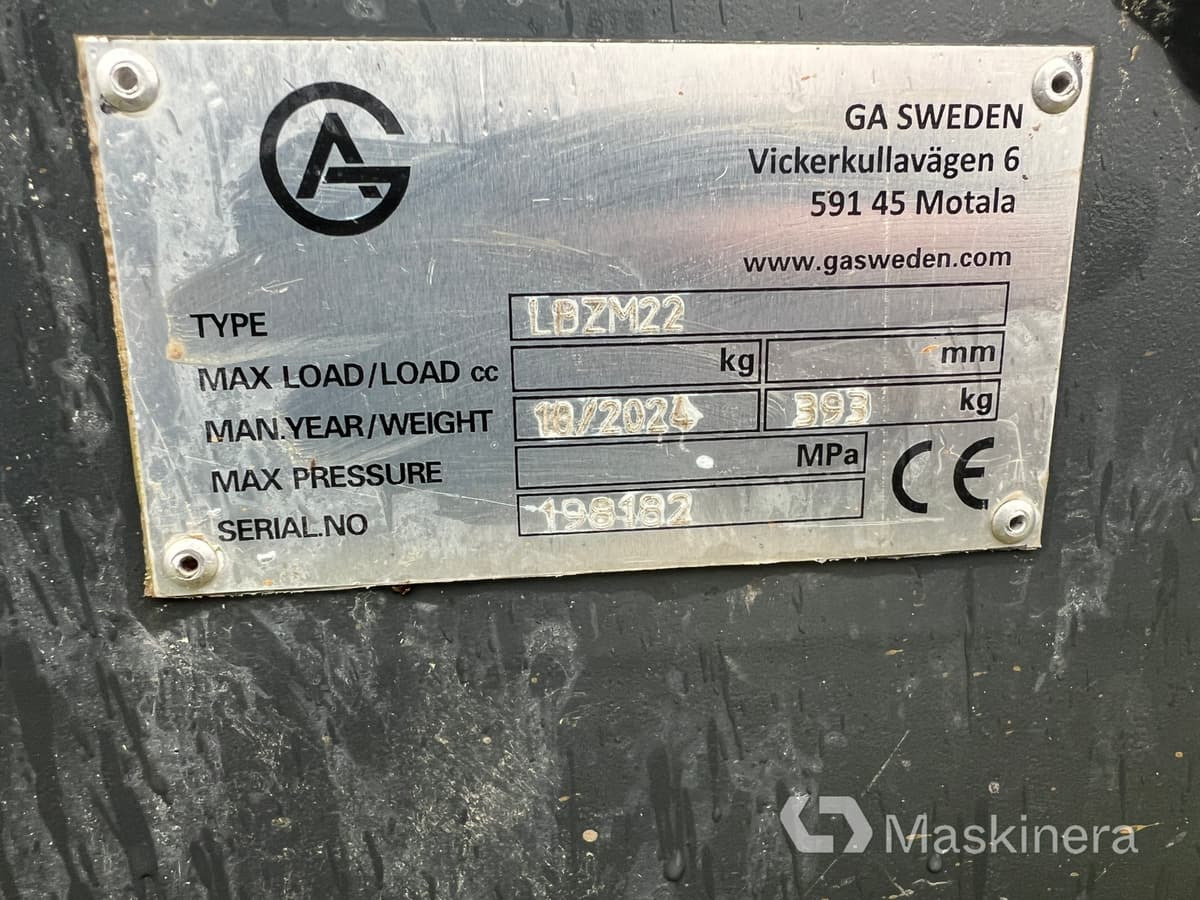 GA
GA SWEDEN
Vickerkullavägen 6
591 45 Motala
www.gasweden.com
TYPE LBZM22
MAX LOAD/LOAD cc kg mm
MAN.YEAR/WEIGHT 10/2024 393 kg
MAX PRESSURE MPa
SERIAL.NO 198182
CE
Maskinera